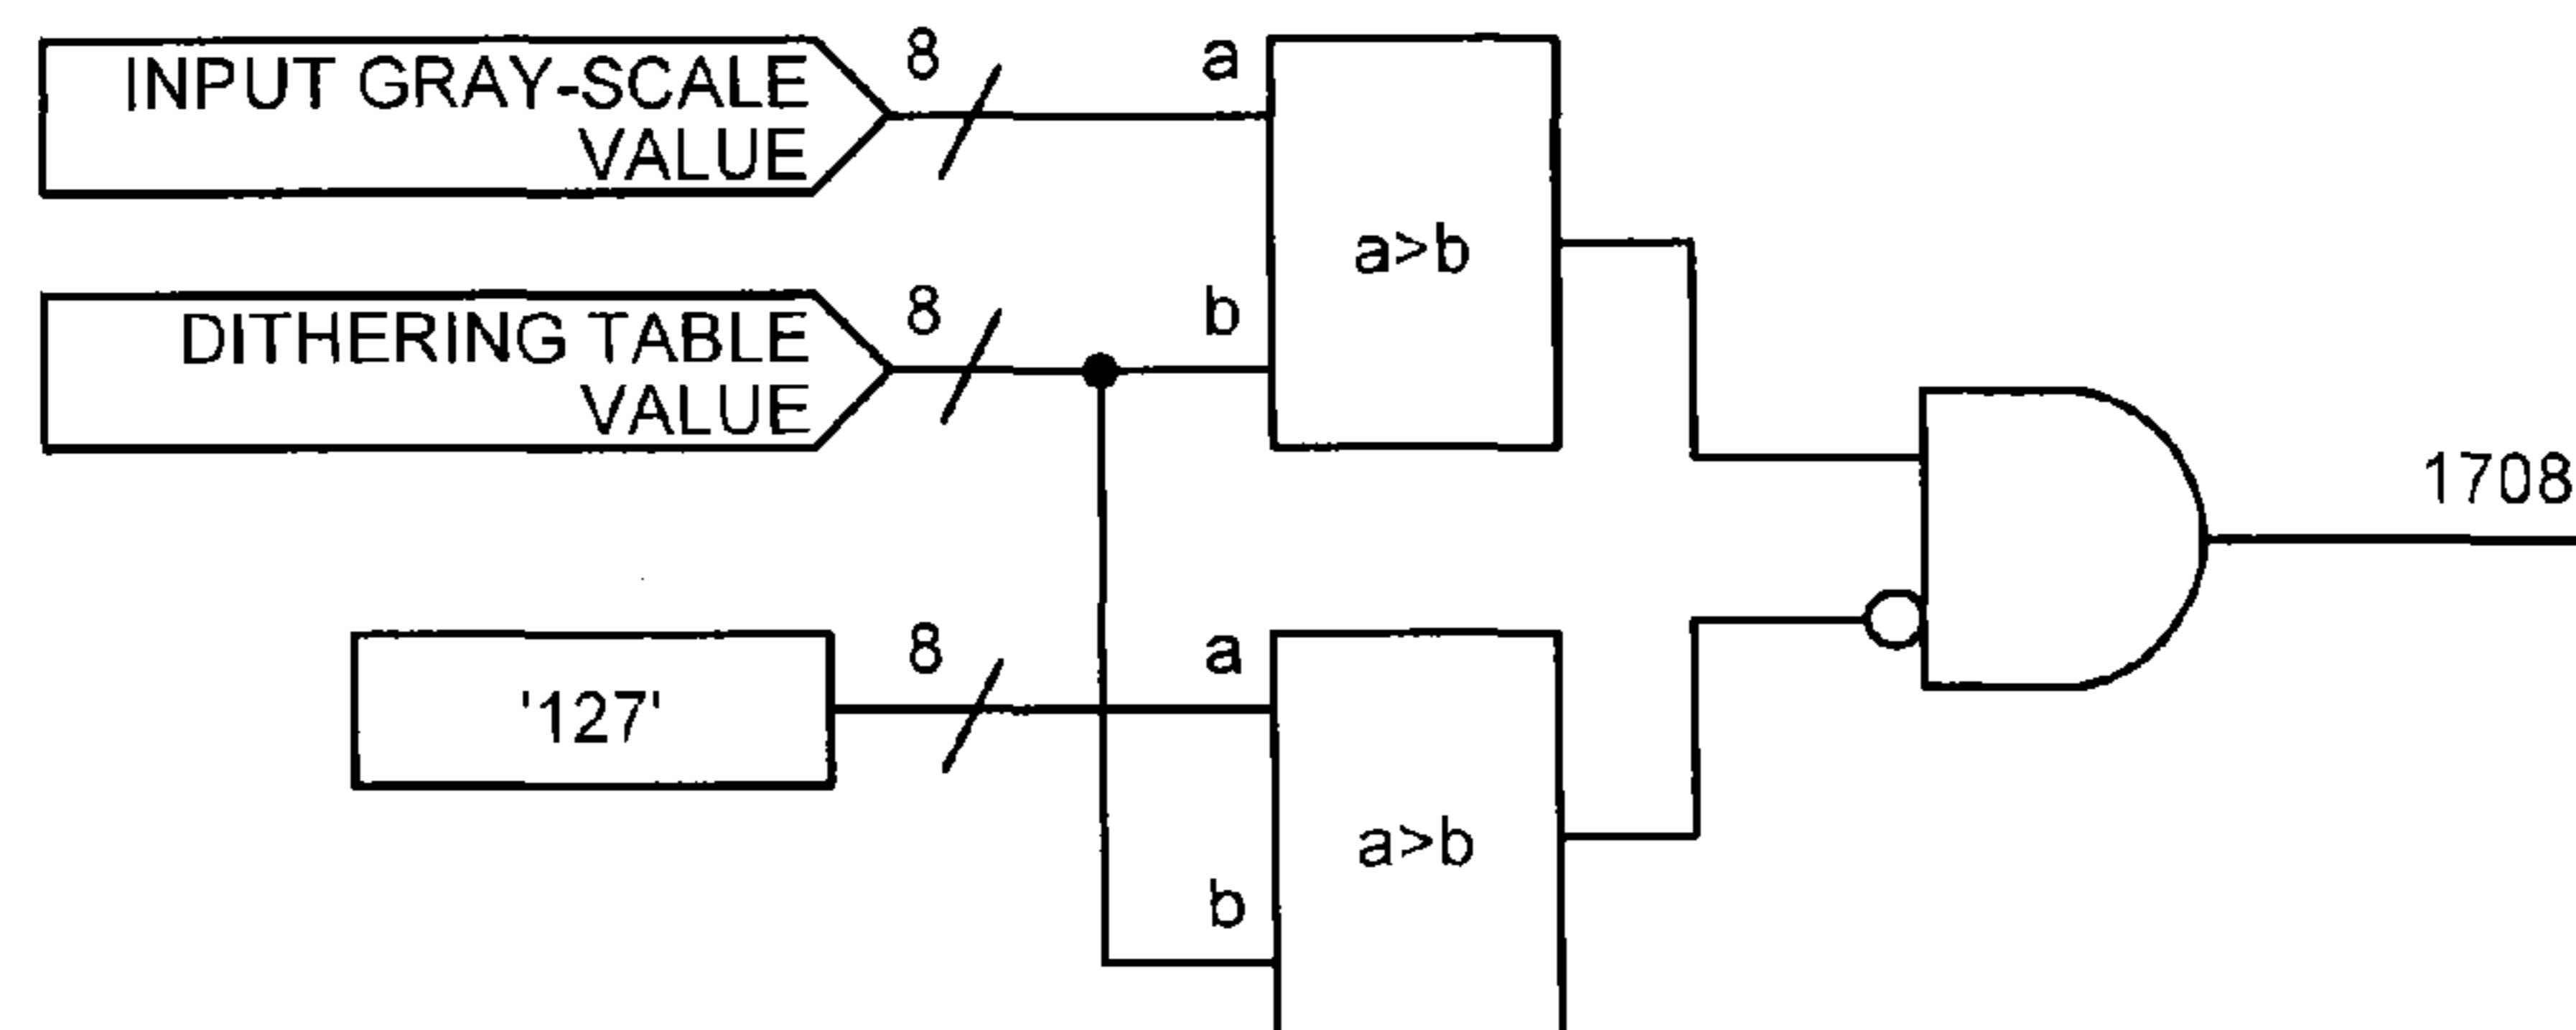 INPUT GRAY-SCALE
VALUE
8
a
a>b
DITHERING TABLE
VALUE
8
b
1708
'127'
8
a
a>b
b